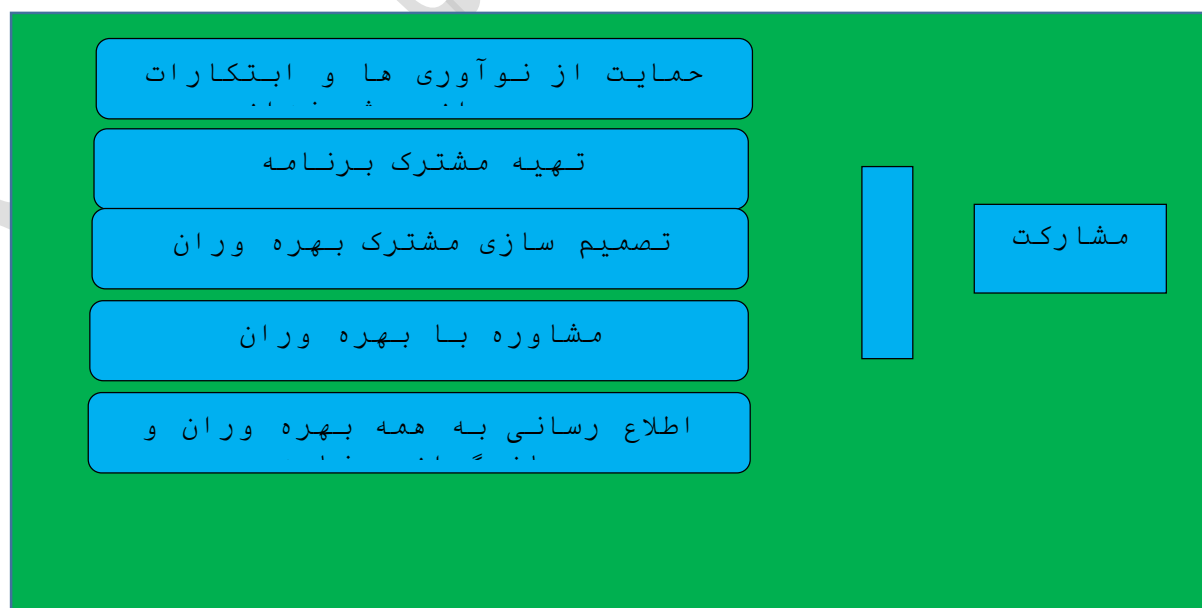 حمایت از نوآوری ها و ابتکارات
تهیه مشترک برنامه
تصمیم سازی مشترک بهره وران
مشاوره با بهره وران
اطلاع رسانی به همه بهره وران و
مشارکت